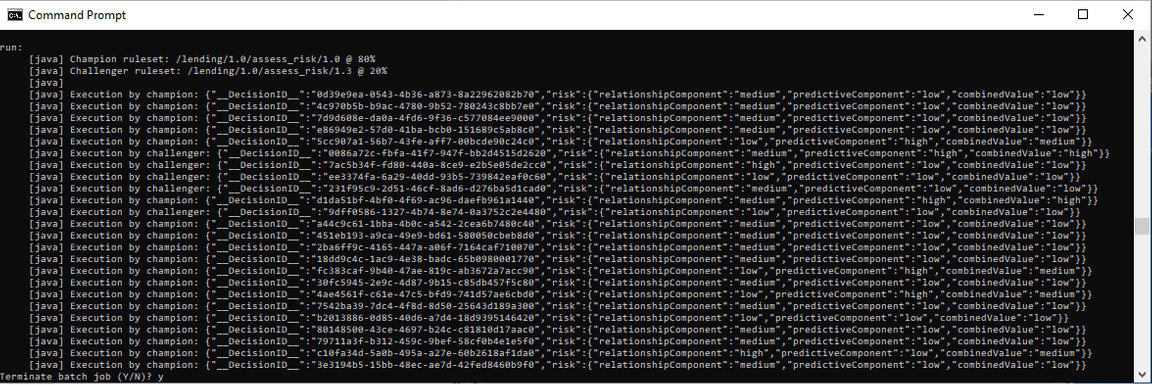 Command Prompt
run:
[java] Champion ruleset: /lending/1.0/assess_risk/1.0 @ 80%
[java] Challenger ruleset: /lending/1.0/assess_risk/1.3 @ 20%
[java]
[java] Execution by champion: {"__DecisionID__":"0d39e9ea-0543-4b36-a873-8a22962082b70","risk":{"relationshipComponent":"medium","predictiveComponent":"low","combinedValue":"low"}}
[java] Execution by champion: {"__DecisionID__":"4c970b5b-b9ac-4780-9b52-780243c8bb7e0","risk":{"relationshipComponent":"medium","predictiveComponent":"low","combinedValue":"low"}}
[java] Execution by champion: {"__DecisionID__":"7d9d608e-da0a-4fd6-9f36-c577084ee9000","risk":{"relationshipComponent":"medium","predictiveComponent":"low","combinedValue":"low"}}
[java] Execution by champion: {"__DecisionID__":"e86949e2-57d0-41ba-bcb0-151689c5ab8c0","risk":{"relationshipComponent":"medium","predictiveComponent":"low","combinedValue":"low"}}
[java] Execution by champion: {"__DecisionID__":"5cc907a1-56b7-43fe-aff7-00bcde90c24c0","risk":{"relationshipComponent":"low","predictiveComponent":"high","combinedValue":"medium"}}
[java] Execution by challenger: {"__DecisionID__":"0086a72c-fbfa-41f7-947f-bb2d4515d2620","risk":{"relationshipComponent":"medium","predictiveComponent":"high","combinedValue":"high"}}
[java] Execution by challenger: {"__DecisionID__":"7ac5b34f-fd80-440a-8ce9-e2b5e05de2cc0","risk":{"relationshipComponent":"high","predictiveComponent":"low","combinedValue":"low"}}
[java] Execution by challenger: {"__DecisionID__":"ee3374fa-6a29-40dd-93b5-739842eaf0c60","risk":{"relationshipComponent":"low","predictiveComponent":"low","combinedValue":"low"}}
[java] Execution by challenger: {"__DecisionID__":"231f95c9-2d51-46cf-8ad6-d276ba5d1cad0","risk":{"relationshipComponent":"medium","predictiveComponent":"low","combinedValue":"low"}}
[java] Execution by champion: {"__DecisionID__":"d1da51bf-4bf0-4f69-ac96-daefb961a1440","risk":{"relationshipComponent":"medium","predictiveComponent":"high","combinedValue":"high"}}
[java] Execution by challenger: {"__DecisionID__":"9dff0586-1327-4b74-8e74-0a3752c2e4480","risk":{"relationshipComponent":"low","predictiveComponent":"low","combinedValue":"low"}}
[java] Execution by champion: {"__DecisionID__":"a44c9c61-1bba-4b0c-a542-2cea6b7480c40","risk":{"relationshipComponent":"medium","predictiveComponent":"low","combinedValue":"low"}}
[java] Execution by champion: {"__DecisionID__":"451eb193-a9ca-49e9-bd61-580050cbeb8d0","risk":{"relationshipComponent":"medium","predictiveComponent":"low","combinedValue":"low"}}
[java] Execution by champion: {"__DecisionID__":"2ba6ff9c-4165-447a-a06f-7164caf710070","risk":{"relationshipComponent":"medium","predictiveComponent":"low","combinedValue":"low"}}
[java] Execution by champion: {"__DecisionID__":"18dd9c4c-1ac9-4e38-badc-65b0980001770","risk":{"relationshipComponent":"medium","predictiveComponent":"low","combinedValue":"low"}}
[java] Execution by champion: {"__DecisionID__":"fc383caf-9b40-47ae-819c-ab3672a7acc90","risk":{"relationshipComponent":"low","predictiveComponent":"high","combinedValue":"medium"}}
[java] Execution by champion: {"__DecisionID__":"30fc5945-2e9c-4d87-9b15-c85db457f5c80","risk":{"relationshipComponent":"medium","predictiveComponent":"low","combinedValue":"low"}}
[java] Execution by champion: {"__DecisionID__":"4ae4561f-c61e-47c5-bfd9-741d57ae6cbd0","risk":{"relationshipComponent":"low","predictiveComponent":"high","combinedValue":"medium"}}
[java] Execution by champion: {"__DecisionID__":"7542ba39-7dc4-4f8d-8d50-25643d189a300","risk":{"relationshipComponent":"medium","predictiveComponent":"low","combinedValue":"low"}}
[java] Execution by champion: {"__DecisionID__":"b2013886-0d85-40d6-a7d4-18d9395146420","risk":{"relationshipComponent":"low","predictiveComponent":"low","combinedValue":"low"}}
[java] Execution by champion: {"__DecisionID__":"80148500-43ce-4697-b24c-c81810d17aac0","risk":{"relationshipComponent":"medium","predictiveComponent":"low","combinedValue":"low"}}
[java] Execution by champion: {"__DecisionID__":"79711a3f-b312-459c-9bef-58cf0b4e1e5f0","risk":{"relationshipComponent":"medium","predictiveComponent":"low","combinedValue":"low"}}
[java] Execution by champion: {"__DecisionID__":"c10fa34d-5a0b-495a-a27e-60b2618af1da0","risk":{"relationshipComponent":"high","predictiveComponent":"low","combinedValue":"medium"}}
[java] Execution by champion: {"__DecisionID__":"3e3194b5-15bb-48ec-ae7d-42fed8460b9f0","risk":{"relationshipComponent":"medium","predictiveComponent":"low","combinedValue":"low"}}
Terminate batch job (Y/N)? y